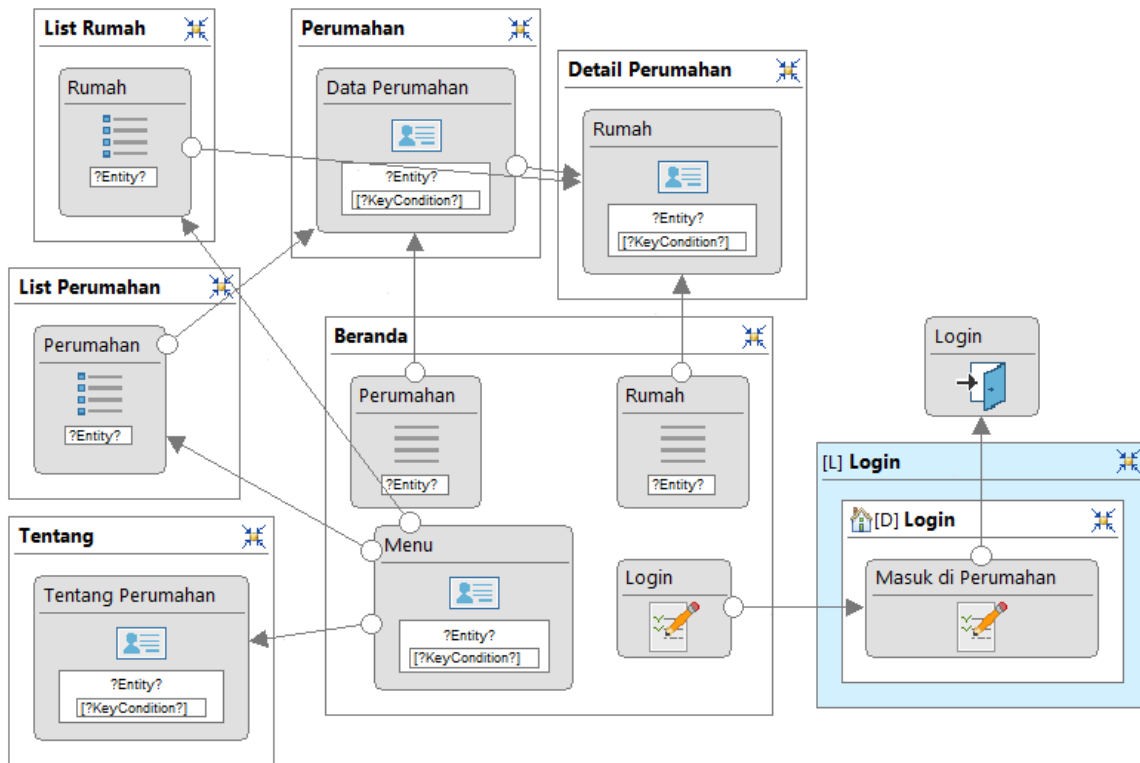 List Rumah
Rumah
?Entity?
Perumahan
Data Perumahan
?Entity?
[?KeyCondition?]
Detail Perumahan
Rumah
?Entity?
[?KeyCondition?]
List Perumahan
Perumahan
?Entity?
Beranda
Perumahan
?Entity?
Rumah
?Entity?
Menu
?Entity?
[?KeyCondition?]
Login
Tentang
Tentang Perumahan
?Entity?
[?KeyCondition?]
Login
[L] Login
[D] Login
Masuk di Perumahan